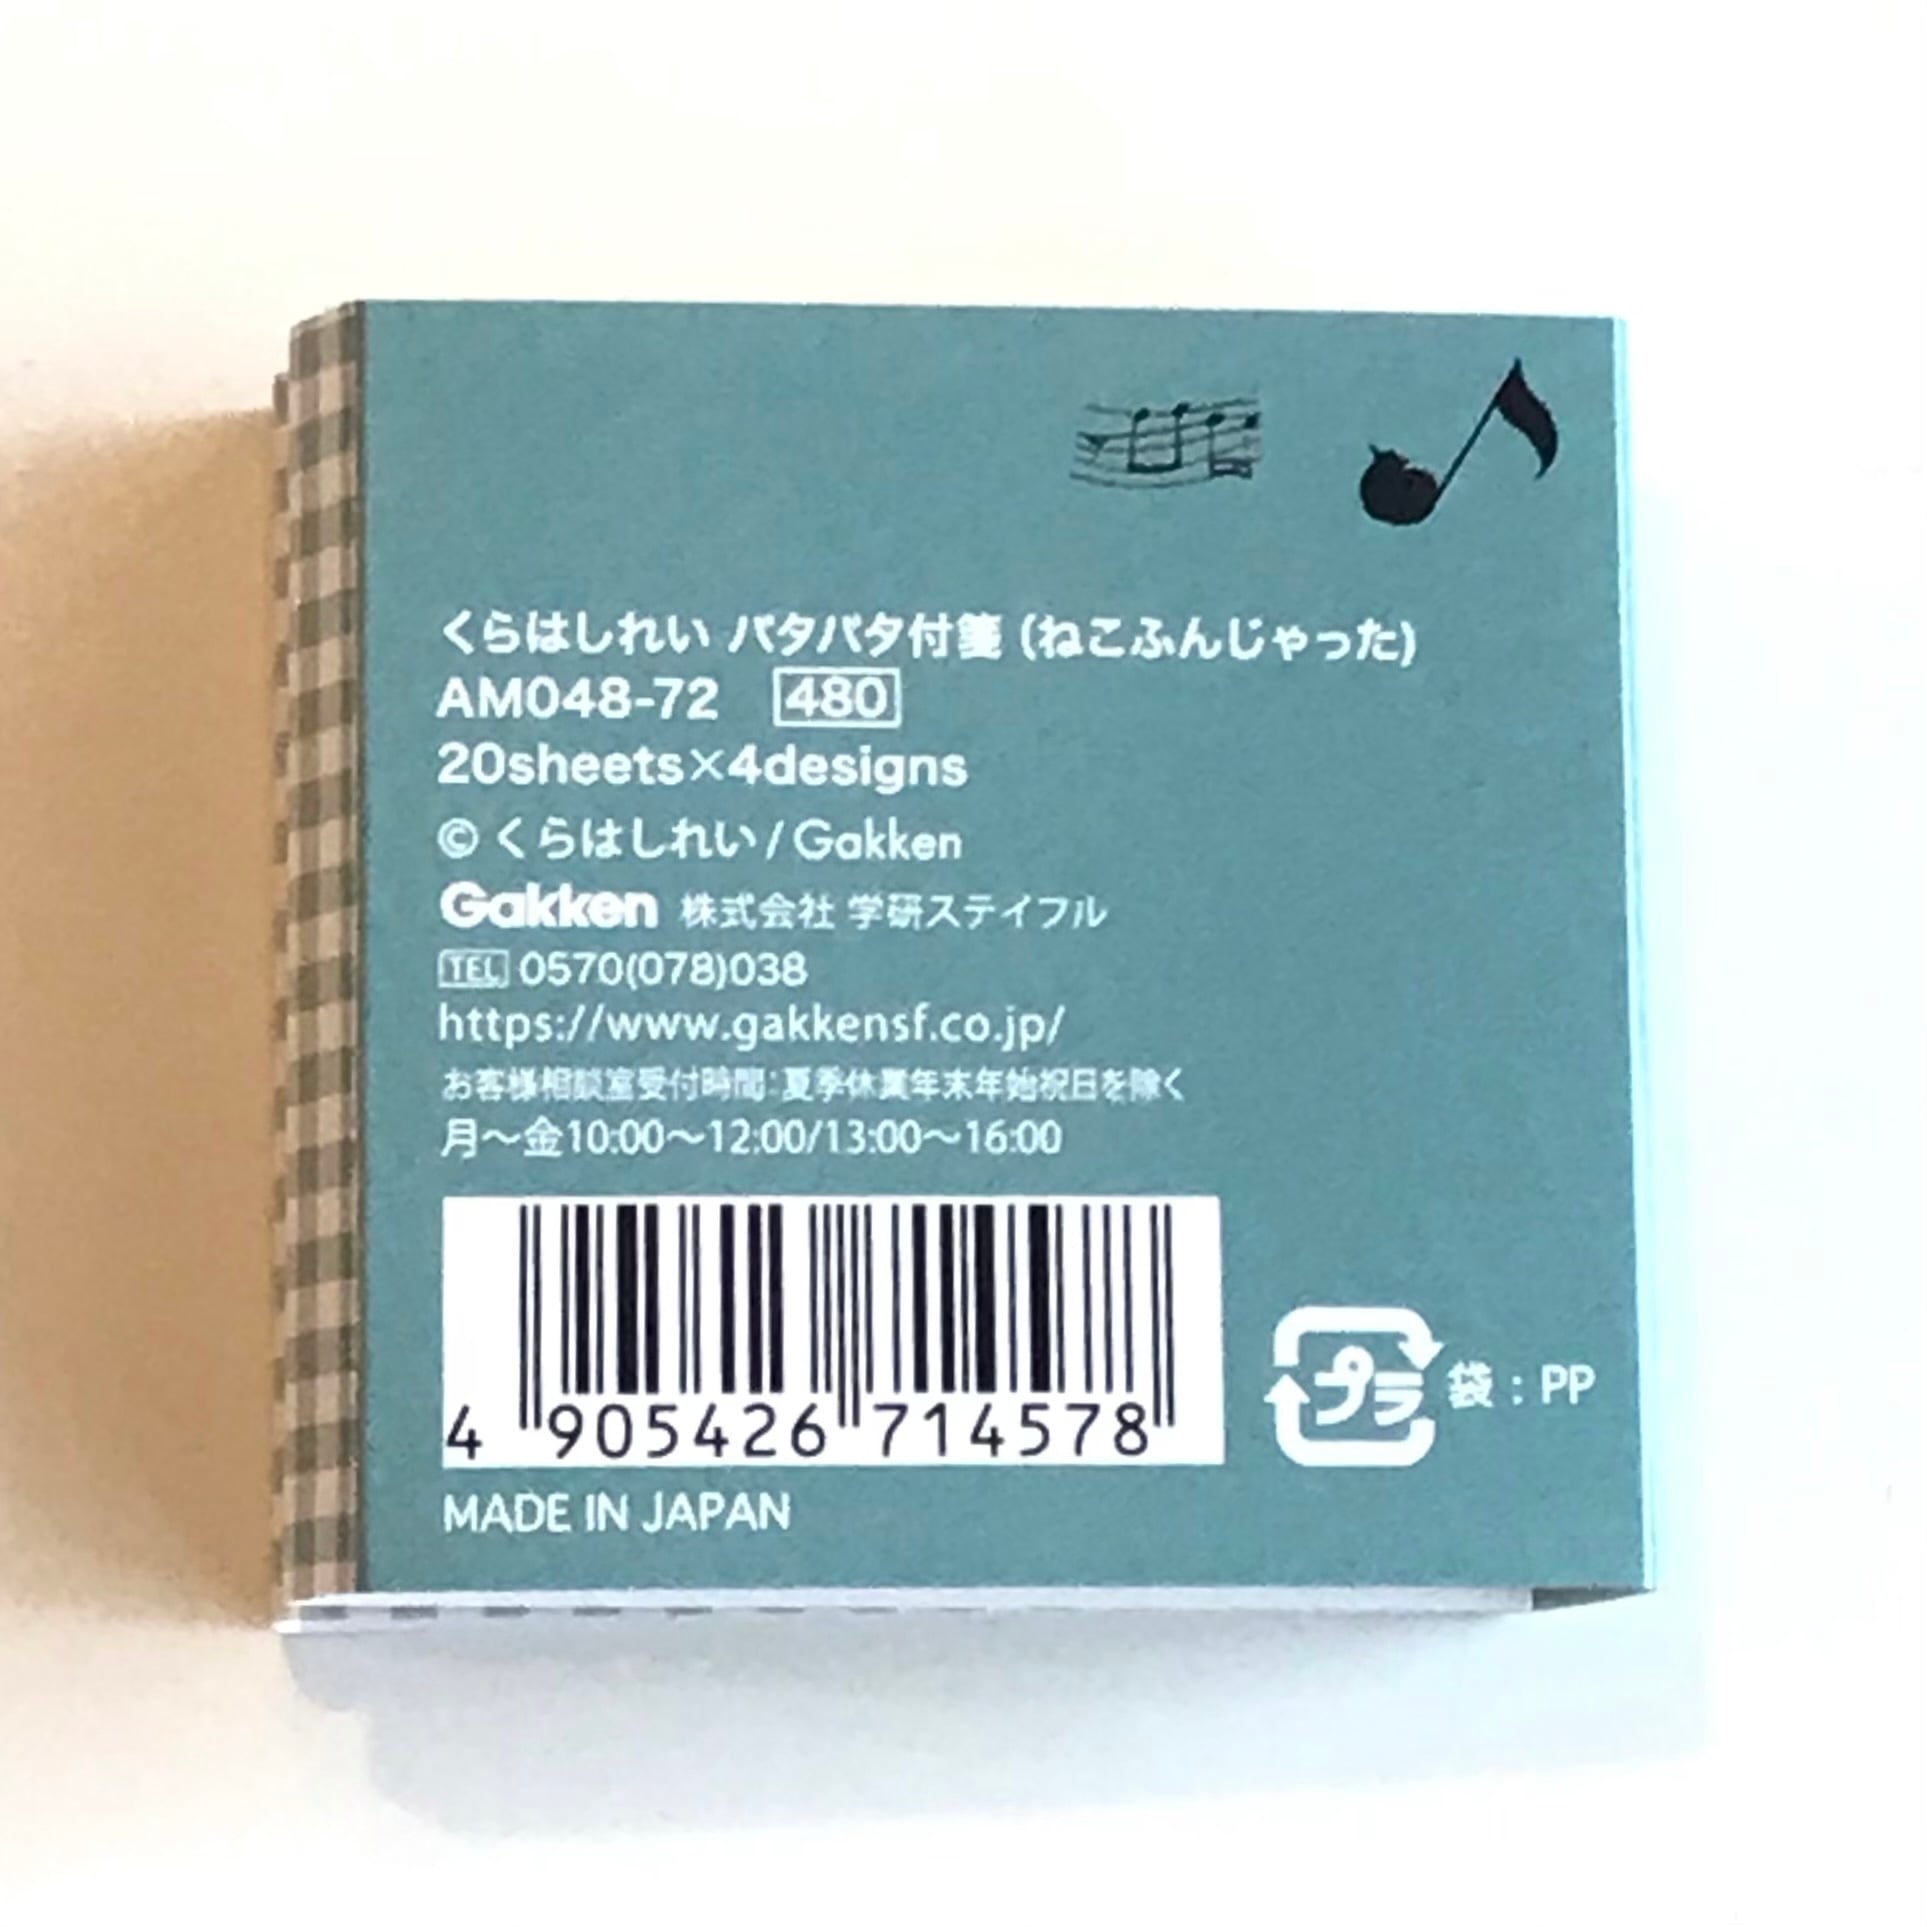 くらはしれい パタパタ付箋 (ねこふんじゃった)
AM048-72 480
20sheets×4designs
© くらはしれい / Gakken
Gakken 株式会社 学研ステイフル
TEL 0570(078)038
https://www.gakkensf.co.jp/
お客様相談室受付時間:夏季休業年末年始祝日を除く
月〜金10:00〜12:00/13:00〜16:00
4 905426 714578
プラ 袋 : PP
MADE IN JAPAN